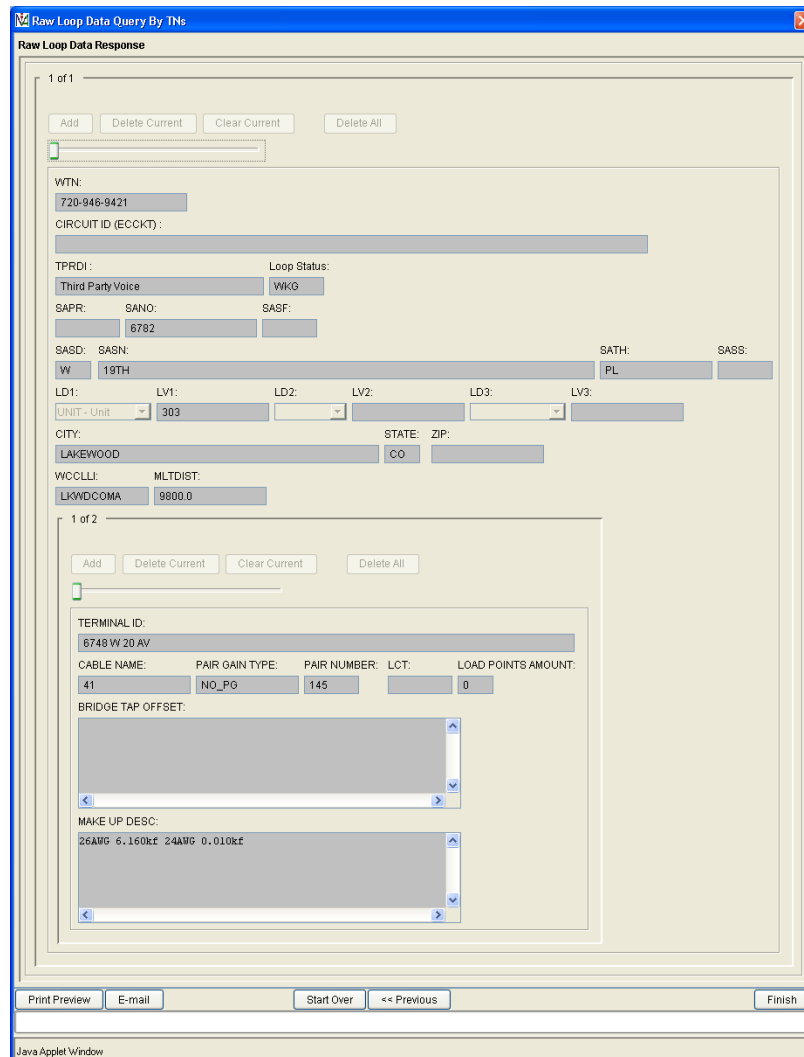 Raw Loop Data Query By TNs
Raw Loop Data Response
1 of 1
Add Delete Current Clear Current Delete All
WTN:
720-946-9421
CIRCUIT ID (ECCKT) :
TPRDI : Loop Status:
Third Party Voice WKG
SAPR: SANO: SASF:
6782
SASD: SASN: SATH: SASS:
W 19TH PL
LD1: LV1: LD2: LV2: LD3: LV3:
UNIT - Unit 303
CITY: STATE: ZIP:
LAKEWOOD CO
WCCLLI: MLTDIST:
LKWDCOMA 9800.0
1 of 2
Add Delete Current Clear Current Delete All
TERMINAL ID:
6748 W 20 AV
CABLE NAME: PAIR GAIN TYPE: PAIR NUMBER: LCT: LOAD POINTS AMOUNT:
41 NO_PG 145 0
BRIDGE TAP OFFSET:
MAKE UP DESC:
26AWG 6.160kf 24AWG 0.010kf
Print Preview E-mail Start Over << Previous Finish
Java Applet Window